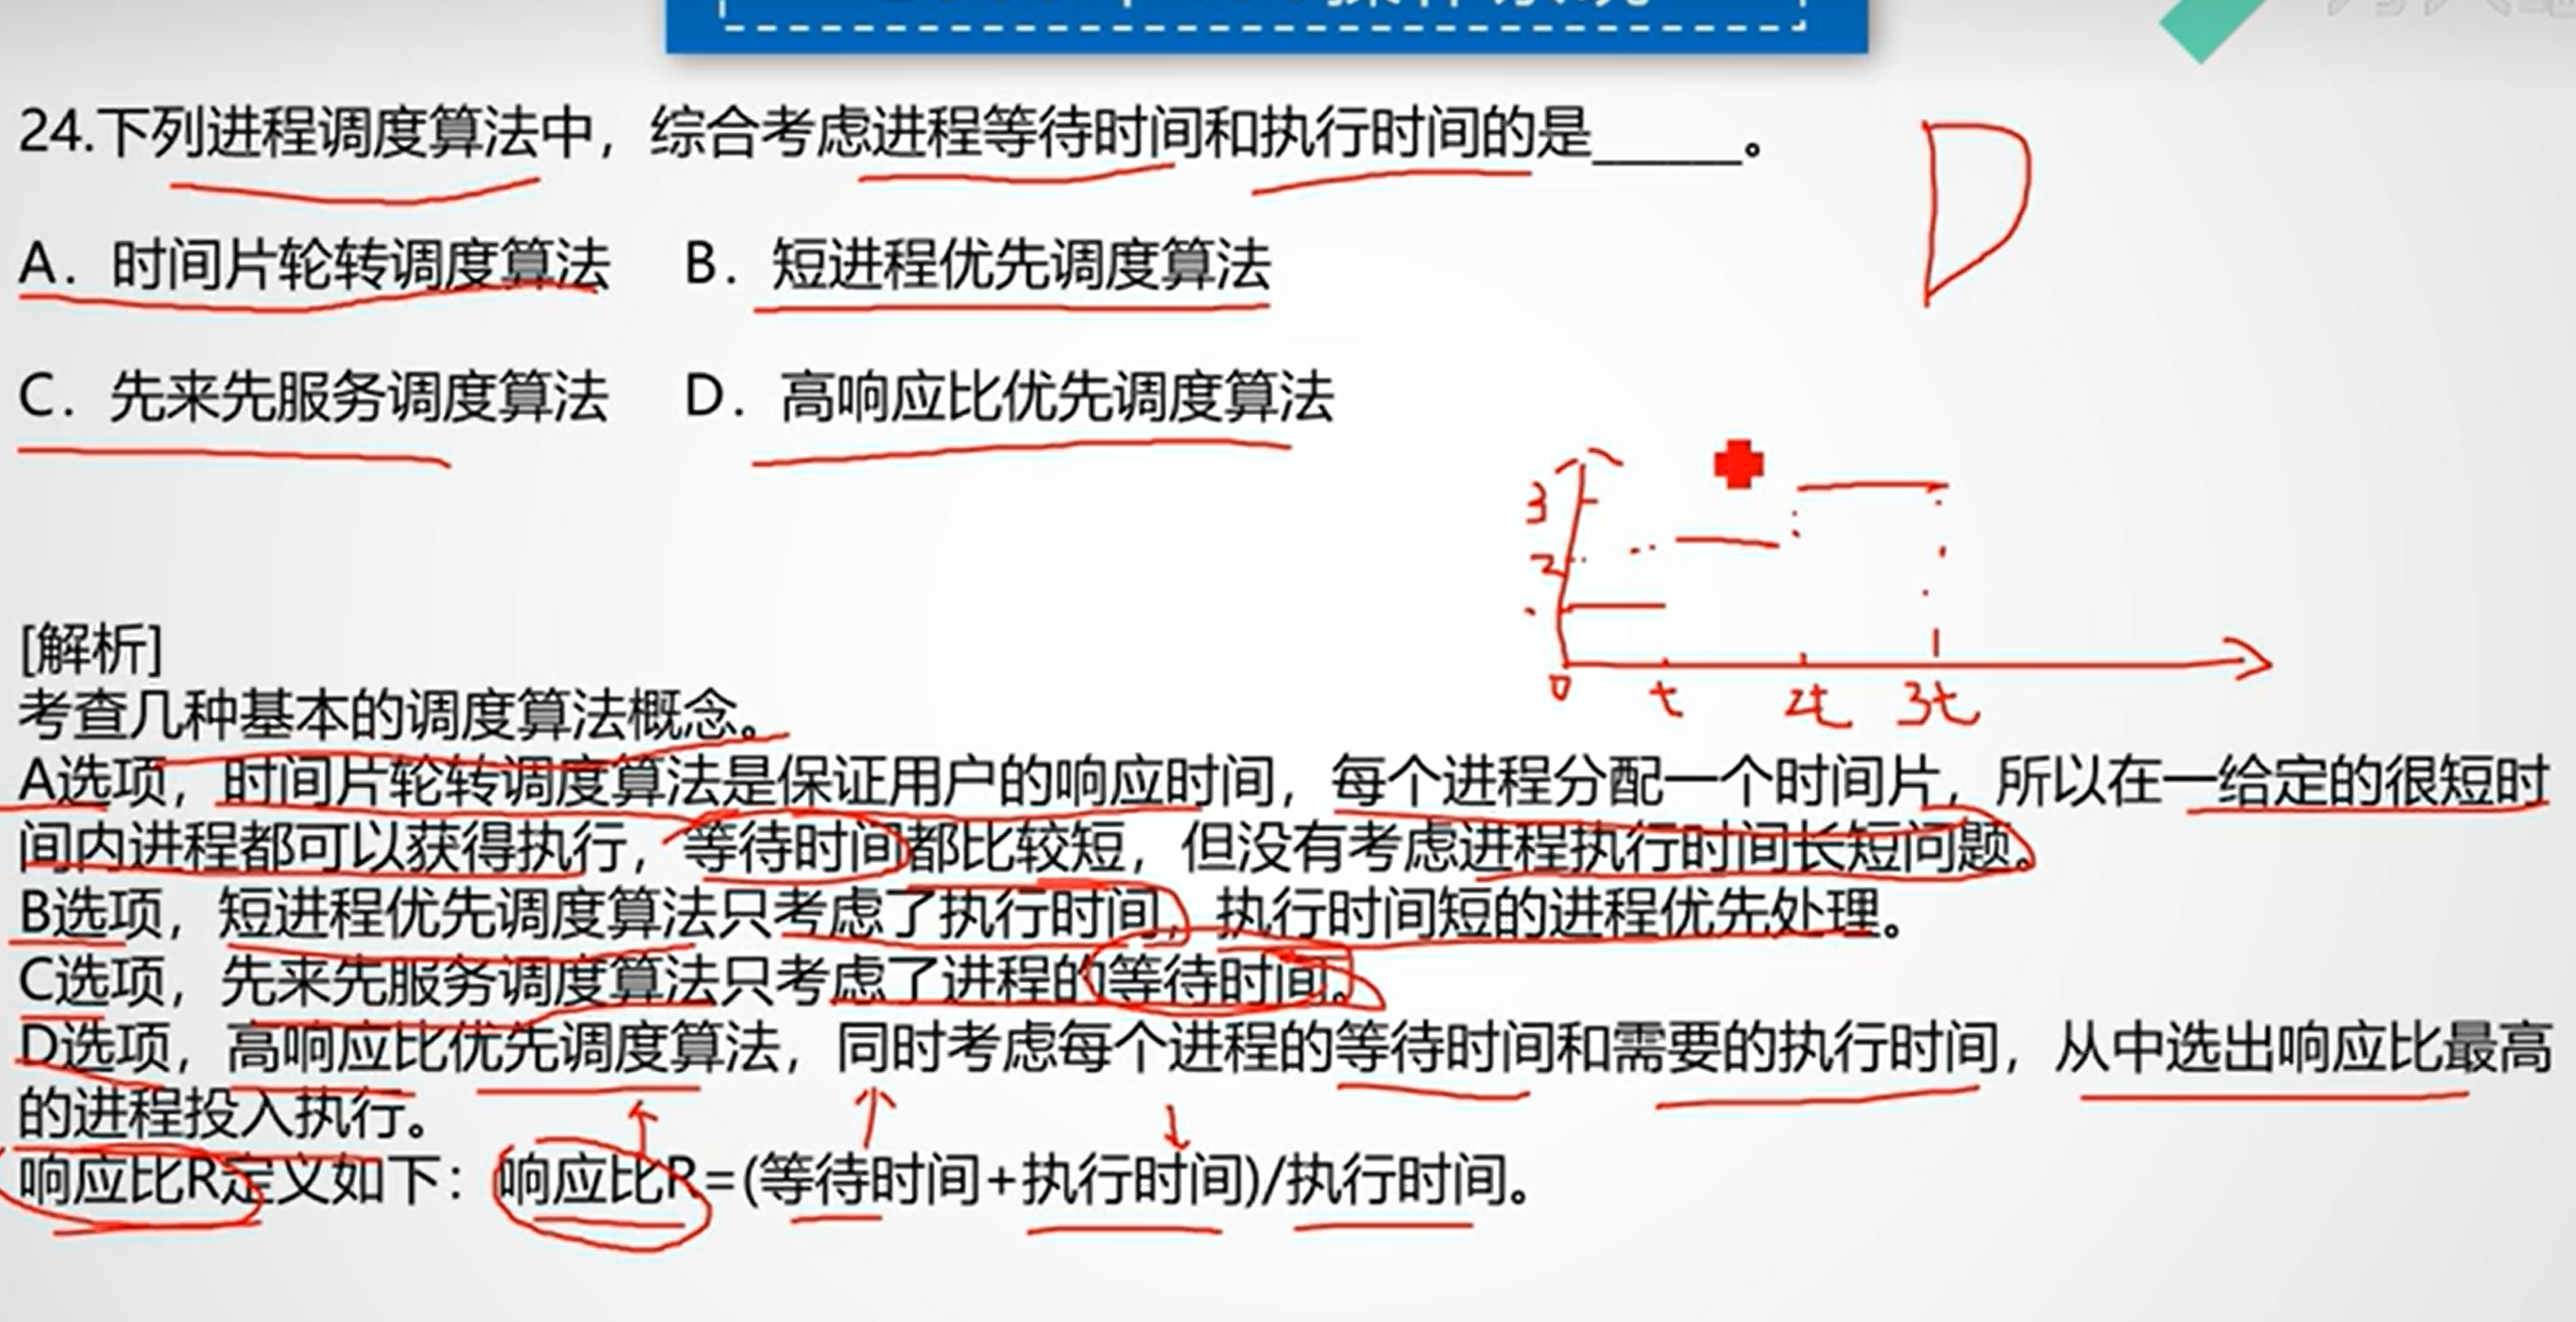 操作系统
24.下列进程调度算法中，综合考虑进程等待时间和执行时间的是______。
D
A．时间片轮转调度算法 B．短进程优先调度算法
C．先来先服务调度算法 D．高响应比优先调度算法
3
2
0 t 2t 3t
[解析]
考查几种基本的调度算法概念。
A选项，时间片轮转调度算法是保证用户的响应时间，每个进程分配一个时间片，所以在一给定的很短时
间内进程都可以获得执行，等待时间都比较短，但没有考虑进程执行时间长短问题。
B选项，短进程优先调度算法只考虑了执行时间，执行时间短的进程优先处理。
C选项，先来先服务调度算法只考虑了进程的等待时间。
D选项，高响应比优先调度算法，同时考虑每个进程的等待时间和需要的执行时间，从中选出响应比最高
的进程投入执行。
响应比R定义如下：响应比R=(等待时间+执行时间)/执行时间。